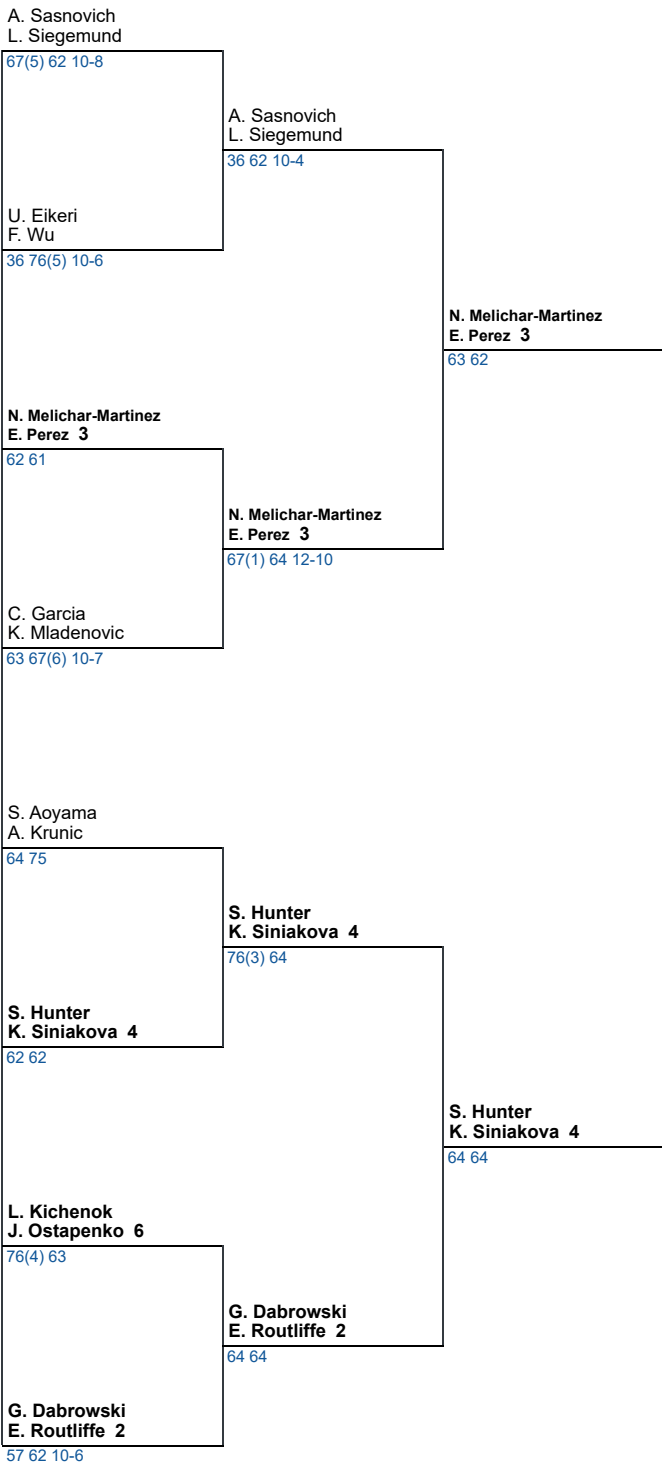 A. Sasnovich
L. Siegemund
67(5) 62 10-8
A. Sasnovich
L. Siegemund
36 62 10-4
U. Eikeri
F. Wu
36 76(5) 10-6
N. Melichar-Martinez
E. Perez 3
63 62
N. Melichar-Martinez
E. Perez 3
62 61
N. Melichar-Martinez
E. Perez 3
67(1) 64 12-10
C. Garcia
K. Mladenovic
63 67(6) 10-7
S. Aoyama
A. Krunic
64 75
S. Hunter
K. Siniakova 4
76(3) 64
S. Hunter
K. Siniakova 4
62 62
S. Hunter
K. Siniakova 4
64 64
L. Kichenok
J. Ostapenko 6
76(4) 63
G. Dabrowski
E. Routliffe 2
64 64
G. Dabrowski
E. Routliffe 2
57 62 10-6